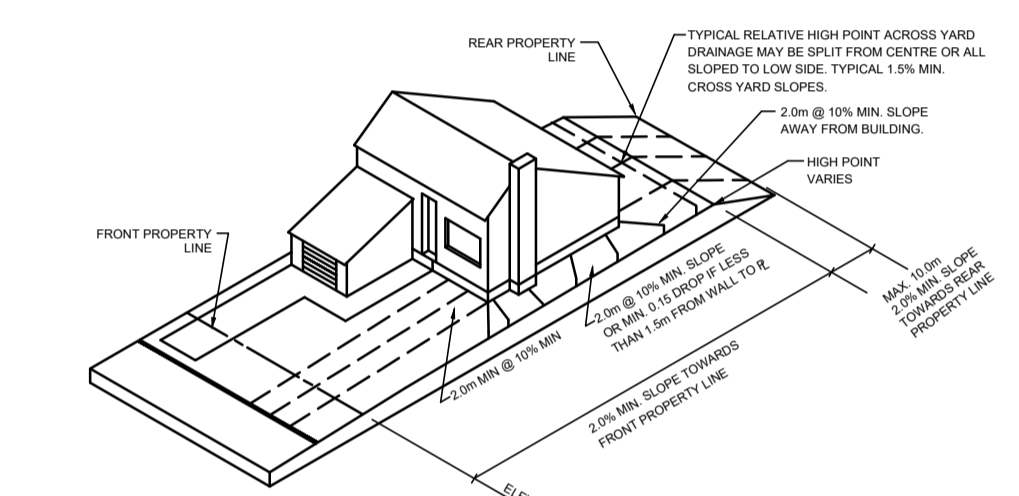 REAR PROPERTY
LINE
TYPICAL RELATIVE HIGH POINT ACROSS YARD
DRAINAGE MAY BE SPLIT FROM CENTRE OR ALL
SLOPED TO LOW SIDE. TYPICAL 1.5% MIN.
CROSS YARD SLOPES.
2.0m @ 10% MIN. SLOPE
AWAY FROM BUILDING.
HIGH POINT
VARIES
FRONT PROPERTY
LINE
2.0m @ 10% MIN. SLOPE
OR MIN. 0.15 DROP IF LESS
THAN 1.5m FROM WALL TO ⅊
MAX. 10.0m
2.0% MIN. SLOPE
TOWARDS REAR
PROPERTY LINE
2.0m MIN @ 10% MIN
2.0% MIN. SLOPE TOWARDS
FRONT PROPERTY LINE